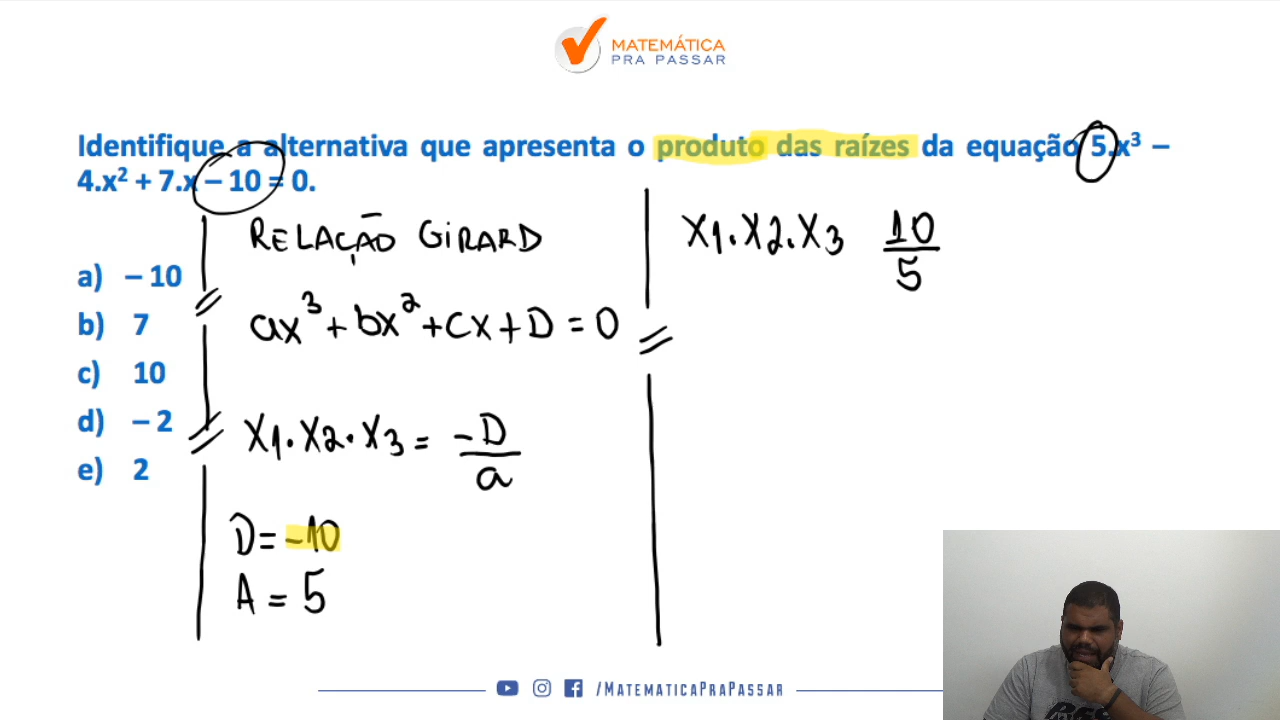 MATEMÁTICA
PRA PASSAR
Identifique a alternativa que apresenta o produto das raízes da equação 5.x³ –
4.x² + 7.x – 10 = 0.
a) – 10
b) 7
c) 10
d) – 2
e) 2
RELAÇÃO GIRARD
ax³ + bx² + cx + D = 0
X1. X2. X3 = -D/a
D = -10
A = 5
X1. X2. X3 10/5
/MATEMATICAPRAPASSAR